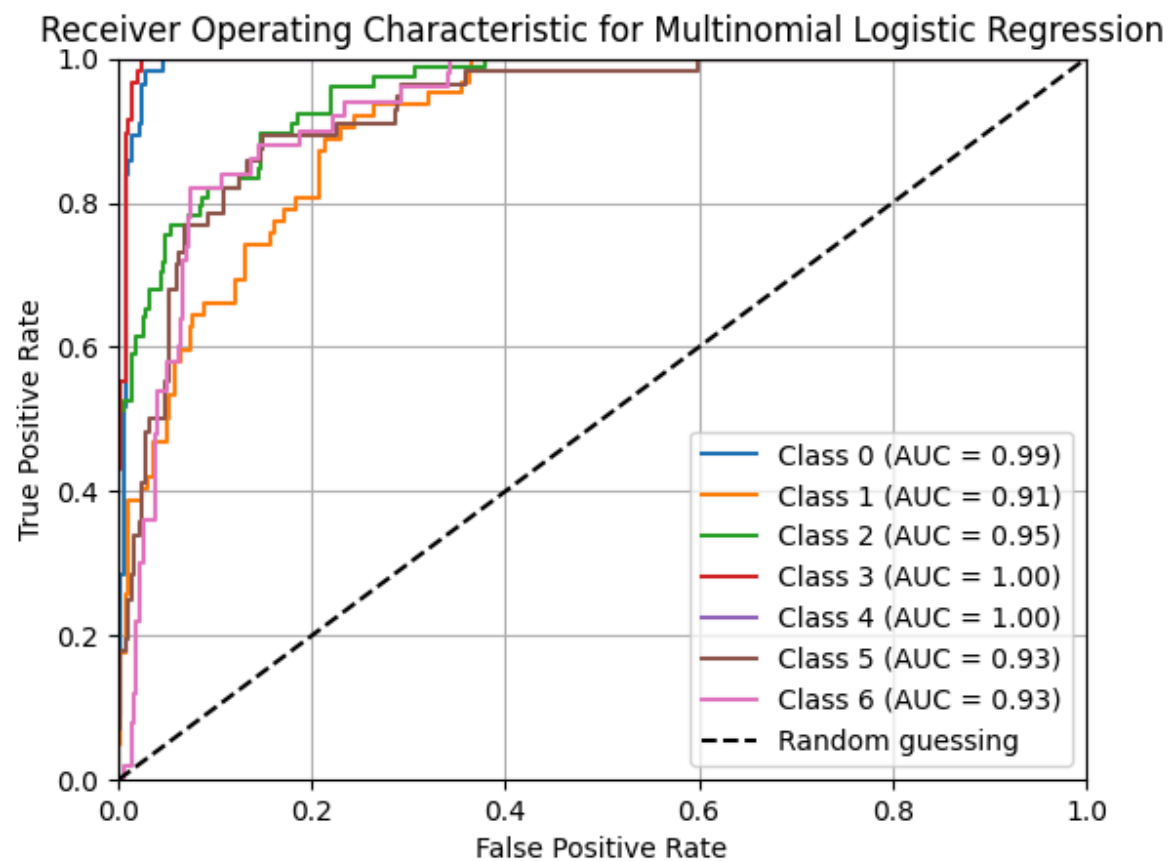 Receiver Operating Characteristic for Multinomial Logistic Regression
1.0
0.8
0.6
0.4
0.2
0.0
True Positive Rate
Class 0 (AUC = 0.99)
Class 1 (AUC = 0.91)
Class 2 (AUC = 0.95)
Class 3 (AUC = 1.00)
Class 4 (AUC = 1.00)
Class 5 (AUC = 0.93)
Class 6 (AUC = 0.93)
Random guessing
0.0 0.2 0.4 0.6 0.8 1.0
False Positive Rate